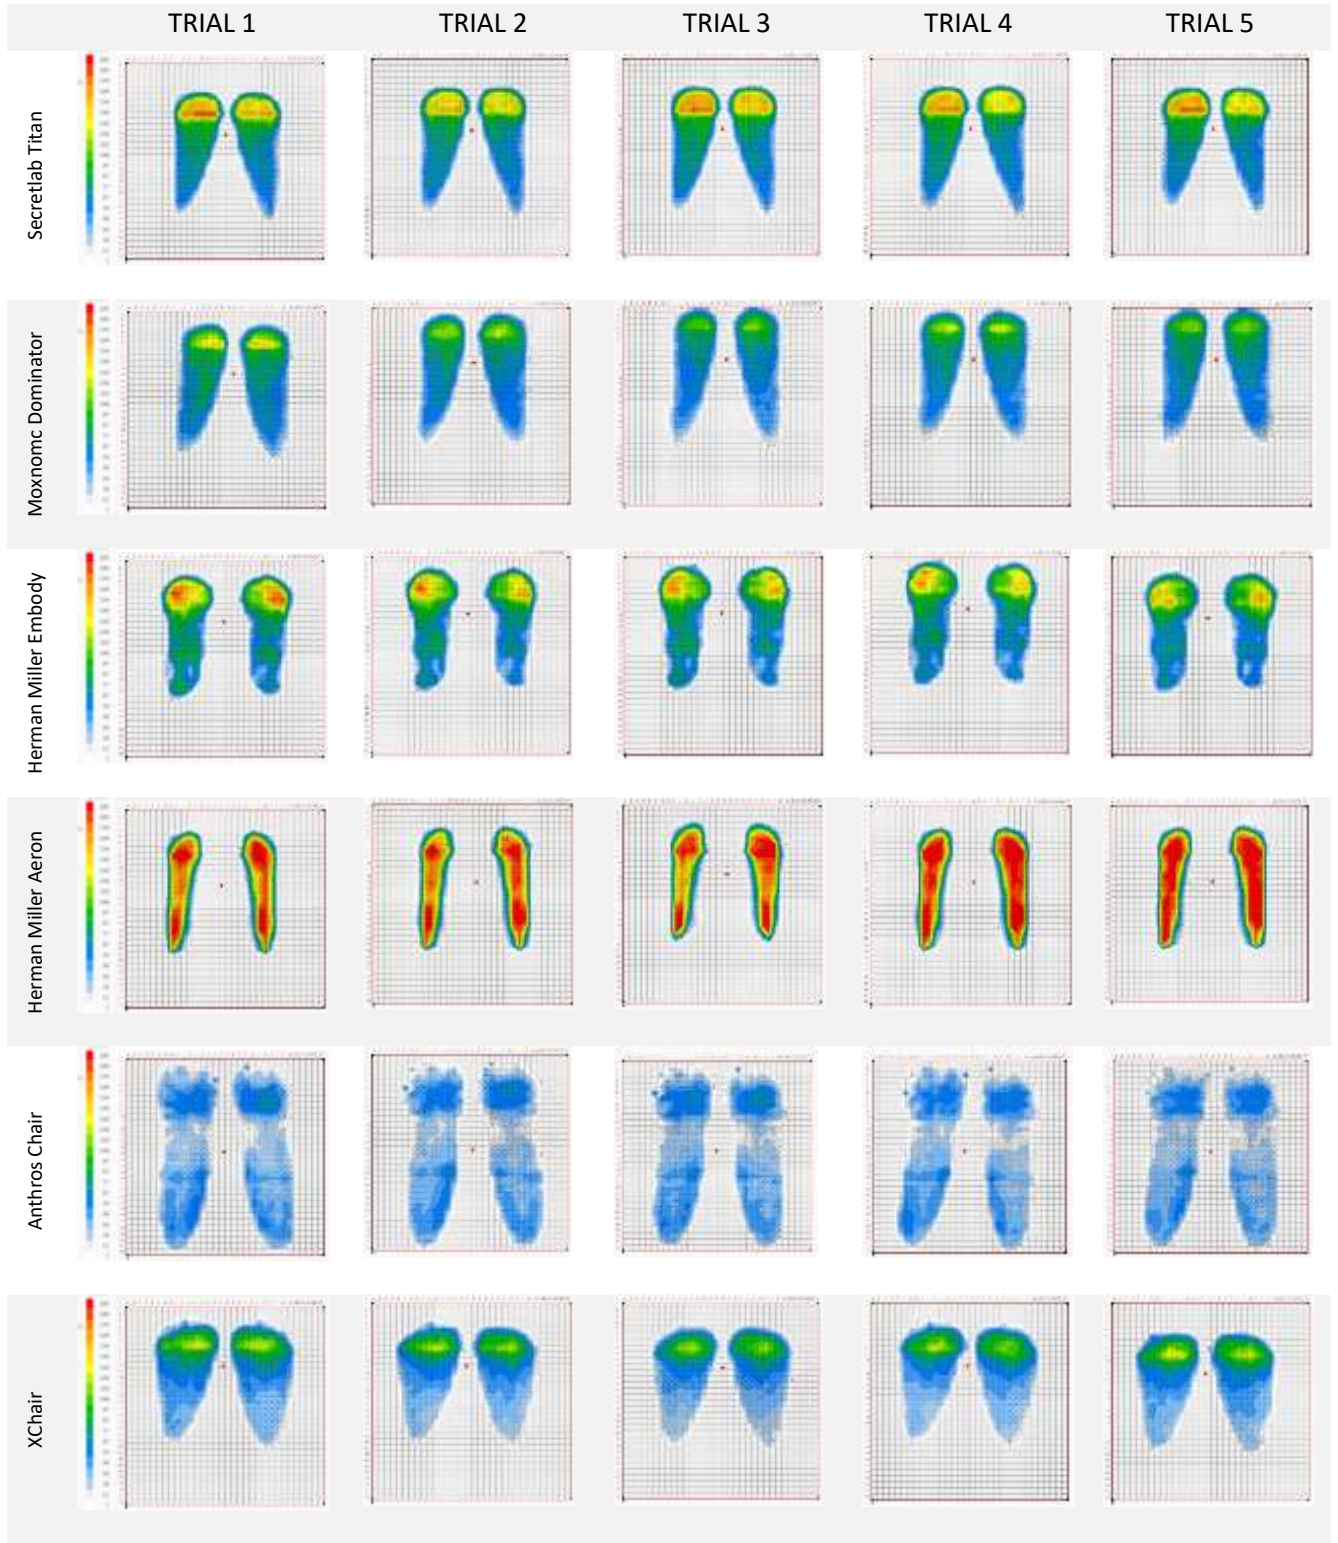 TRIAL 1 TRIAL 2 TRIAL 3 TRIAL 4 TRIAL 5
Secretlab Titan
Moxnomc Dominator
Herman Miller Embody
Herman Miller Aeron
Anthros Chair
XChair